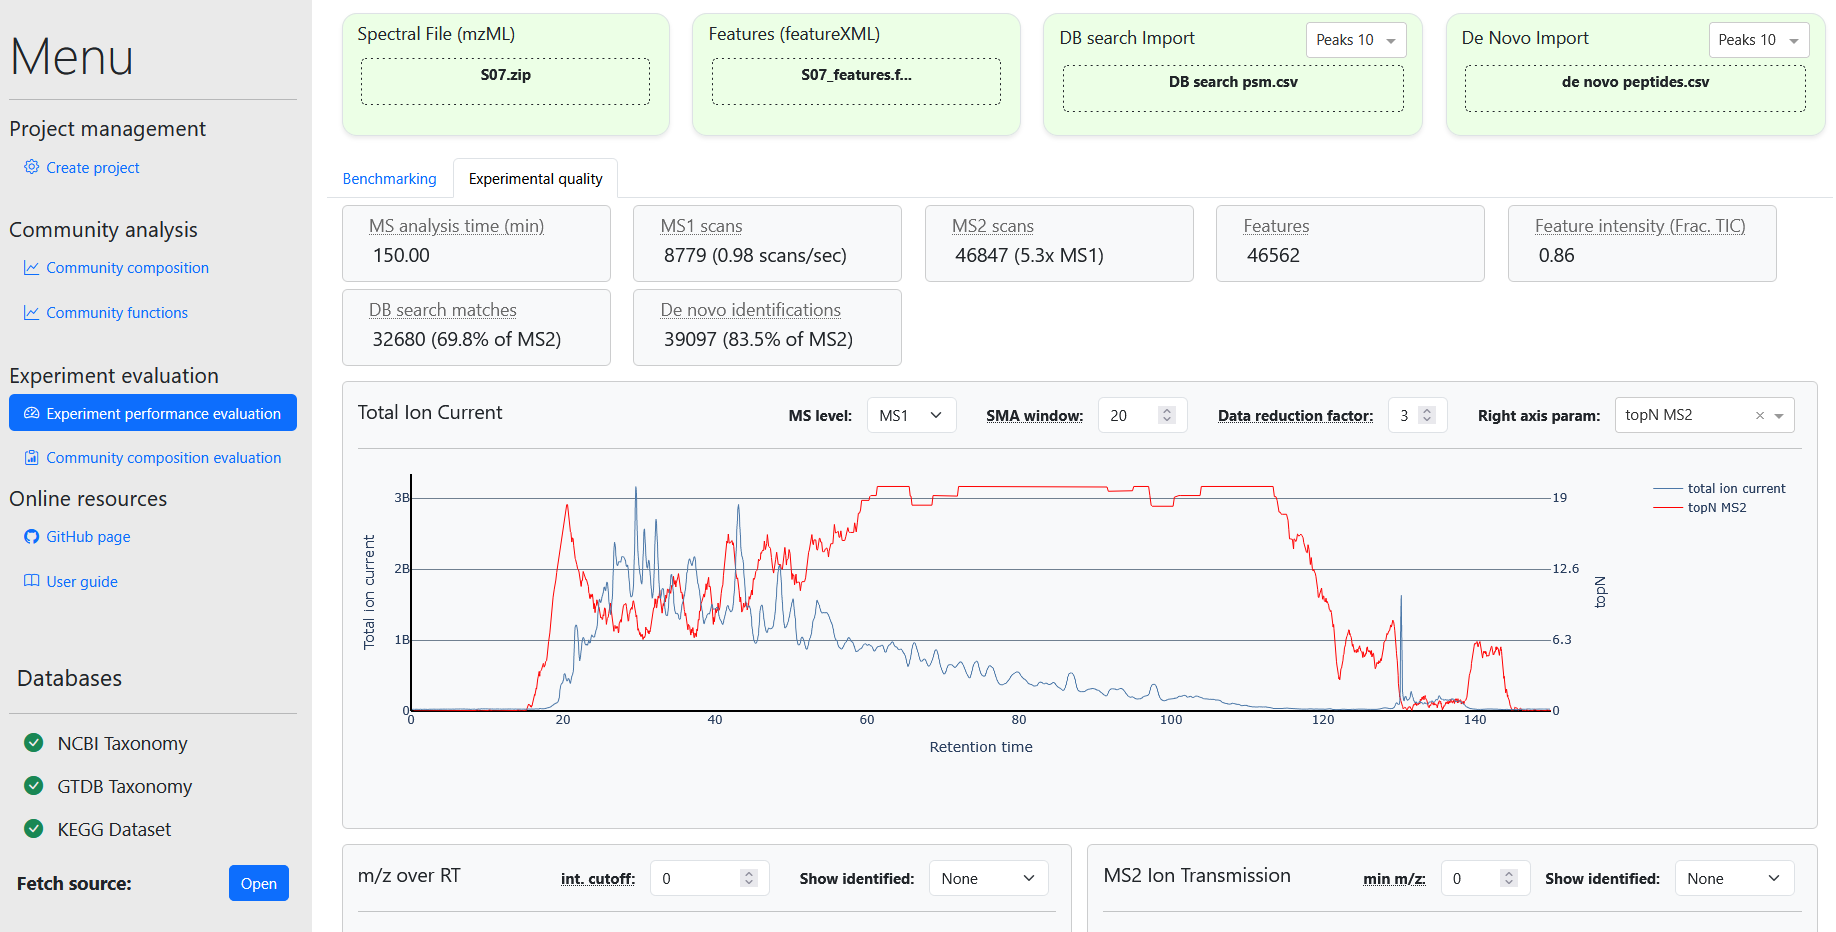 Menu
Project management
Create project
Community analysis
Community composition
Community functions
Experiment evaluation
Experiment performance evaluation
Community composition evaluation
Online resources
GitHub page
User guide
Databases
NCBI Taxonomy
GTDB Taxonomy
KEGG Dataset
Fetch source: Open
Spectral File (mzML)
S07.zip
Features (featureXML)
S07_features.f...
DB search Import Peaks 10
DB search psm.csv
De Novo Import Peaks 10
de novo peptides.csv
Benchmarking Experimental quality
MS analysis time (min)
150.00
MS1 scans
8779 (0.98 scans/sec)
MS2 scans
46847 (5.3x MS1)
Features
46562
Feature intensity (Frac. TIC)
0.86
DB search matches
32680 (69.8% of MS2)
De novo identifications
39097 (83.5% of MS2)
Total Ion Current MS level: MS1 SMA window: 20 Data reduction factor: 3 Right axis param: topN MS2 ×
3B
2B
1B
0
Total ion current
0 20 40 60 80 100 120 140
Retention time
19
12.6
6.3
0
topN
total ion current
topN MS2
m/z over RT int. cutoff: 0 Show identified: None
MS2 Ion Transmission min m/z: 0 Show identified: None